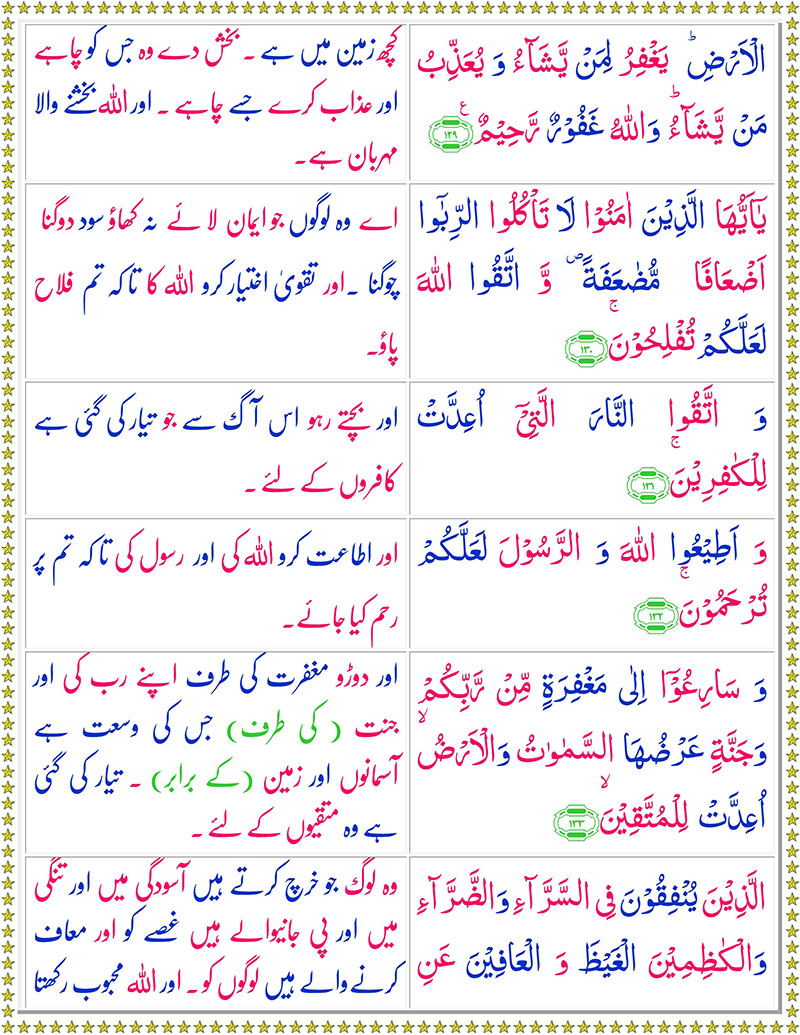 الْاَرْضِ ؕ يَغْفِرُ لِمَنْ يَّشَآءُ وَ يُعَذِّبُ
مَنْ يَّشَآءُ ؕ وَاللّٰهُ غَفُوْرٌ رَّحِيْمٌ ع ۱۲۹
کچھ زمین میں ہے ۔ بخش دے وہ جس کو چاہے
اور عذاب کرے جسے چاہے ۔ اور اللہ بخشنے والا
مہربان ہے ۔
يٰۤاَيُّهَا الَّذِيْنَ اٰمَنُوْا لَا تَاْكُلُوا الرِّبٰٓوا
اَضْعَافًا مُّضٰعَفَةً ۪ وَّ اتَّقُوا اللّٰهَ
لَعَلَّكُمْ تُفْلِحُوْنَ ۚ ۱۳۰
اے وہ لوگوں جو ایمان لائے نہ کھاؤ سود دوگنا
چوگنا ۔ اور تقویٰ اختیار کرو اللہ کا تاکہ تم فلاح
پاؤ۔
وَ اتَّقُوا النَّارَ الَّتِيْۤ اُعِدَّتْ
لِلْكٰفِرِيْنَ ۚ ۱۳۱
اور بچتے رہو اس آگ سے جو تیار کی گئی ہے
کافروں کے لئے ۔
وَ اَطِيْعُوا اللّٰهَ وَ الرَّسُوْلَ لَعَلَّكُمْ
تُرْحَمُوْنَ ۚ ۱۳۲
اور اطاعت کرو اللہ کی اور رسول کی تاکہ تم پر
رحم کیا جائے ۔
وَ سَارِعُوْۤا اِلٰى مَغْفِرَةٍ مِّنْ رَّبِّكُمْ
وَجَنَّةٍ عَرْضُهَا السَّمٰوٰتُ وَالْاَرْضُ ۙ
اُعِدَّتْ لِلْمُتَّقِيْنَ ۙ ۱۳۳
اور دوڑو مغفرت کی طرف اپنے رب کی اور
جنت ( کی طرف) جس کی وسعت ہے
آسمانوں اور زمین (کے برابر) ۔ تیار کی گئی
ہے وہ متقیوں کے لئے ۔
الَّذِيْنَ يُنْفِقُوْنَ فِى السَّرَّآءِ وَالضَّرَّآءِ
وَالْكٰظِمِيْنَ الْغَيْظَ وَ الْعَافِيْنَ عَنِ
وہ لوگ جو خرچ کرتے ہیں آسودگی میں اور تنگی
میں اور پی جانیوالے ہیں غصے کو اور معاف
کرنے والے ہیں لوگوں کو ۔ اور اللہ محبوب رکھتا